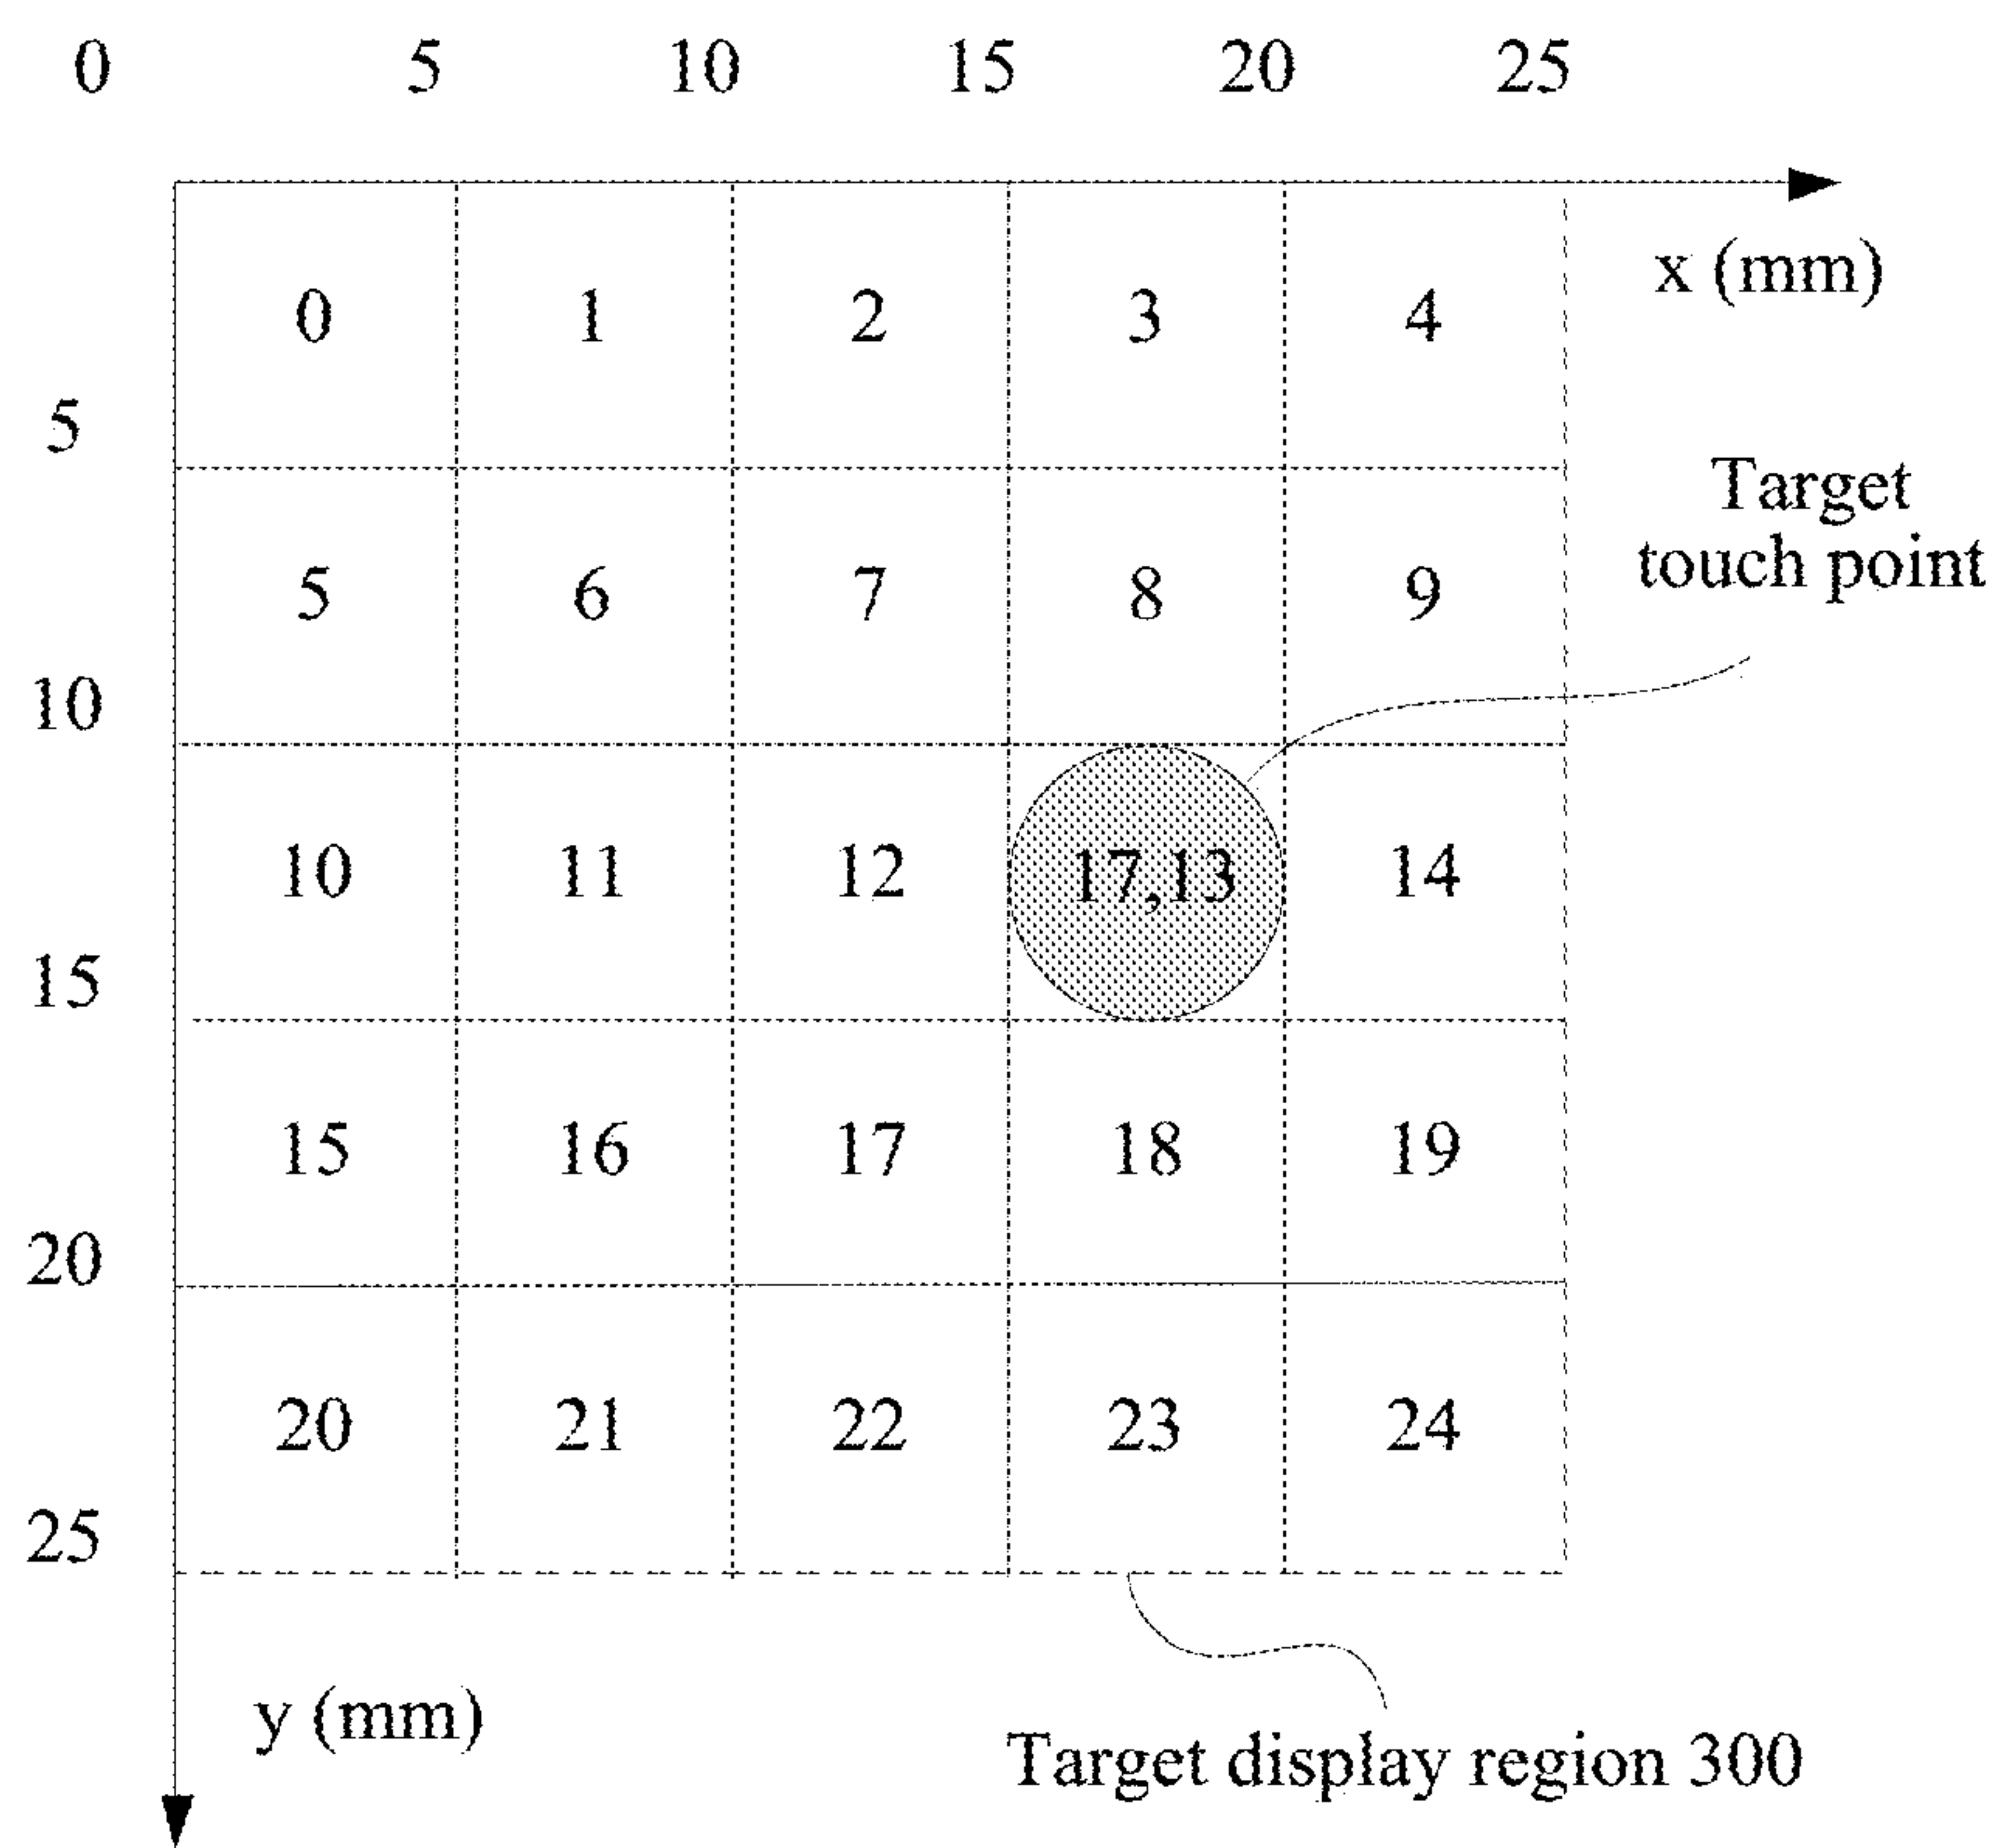 0 5 10 15 20 25
x (mm)
0 1 2 3 4
5
Target
touch point
5 6 7 8 9
10
10 11 12 17,13 14
15
15 16 17 18 19
20
20 21 22 23 24
25
y (mm)
Target display region 300